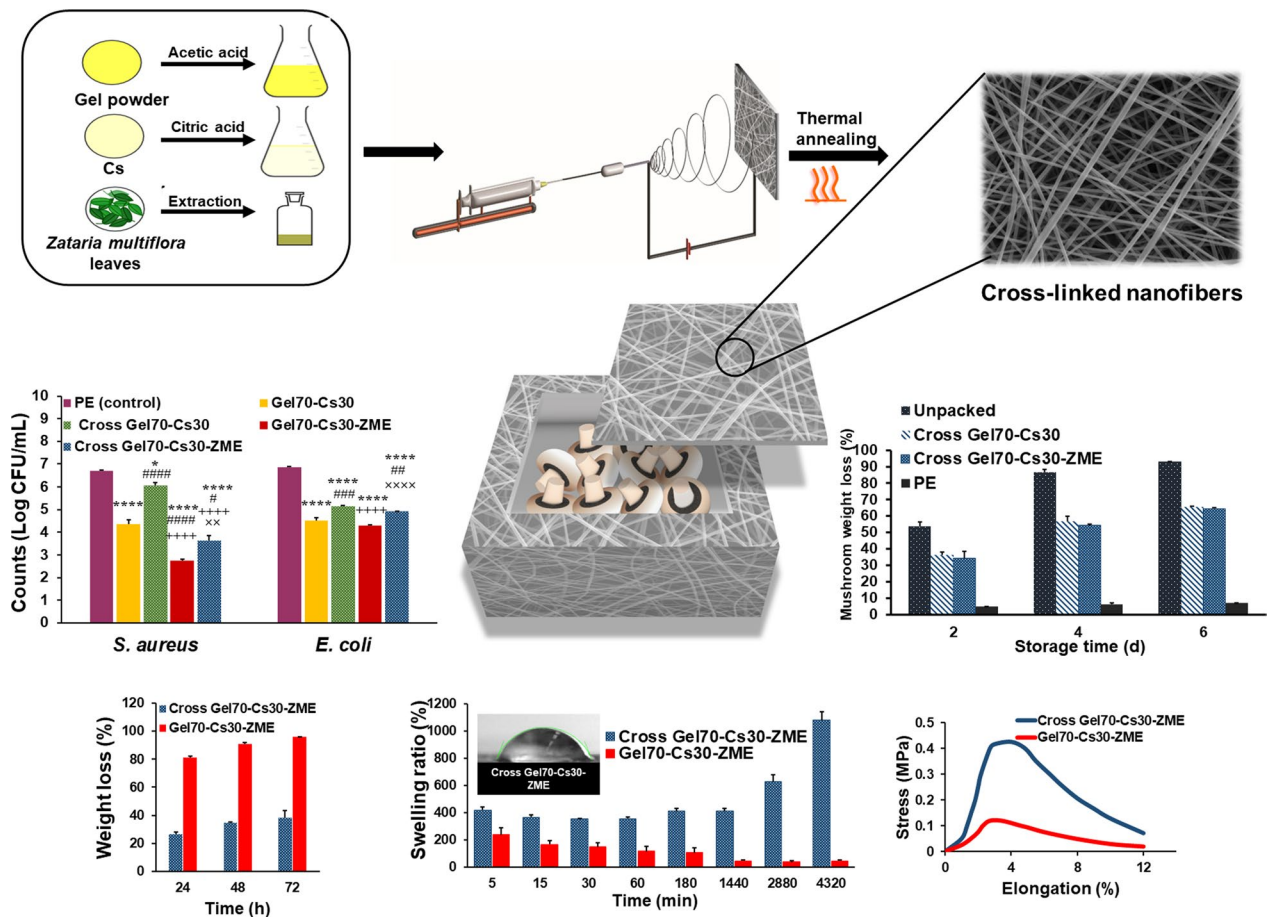 Acetic acid
Gel powder
Citric acid
Cs
Extraction
Zataria multiflora
leaves
Thermal
annealing
Cross-linked nanofibers
Counts (Log CFU/mL)
10
9
8
7
6
5
4
3
2
1
0
PE (control)
Gel70-Cs30
Cross Gel70-Cs30
Gel70-Cs30-ZME
Cross Gel70-Cs30-ZME
****
*
####
****
####
++++
****
#
++++
××
****
****
###
****
++++
****
##
××××
S. aureus
E. coli
Mushroom weight loss (%)
100
90
80
70
60
50
40
30
20
10
0
Unpacked
Cross Gel70-Cs30
Cross Gel70-Cs30-ZME
PE
2
4
6
Storage time (d)
Weight loss (%)
120
100
80
60
40
20
0
Cross Gel70-Cs30-ZME
Gel70-Cs30-ZME
24
48
72
Time (h)
Swelling ratio (%)
1200
1000
800
600
400
200
0
Cross Gel70-Cs30-
ZME
Cross Gel70-Cs30-ZME
Gel70-Cs30-ZME
5
15
30
60
180
1440
2880
4320
Time (min)
Stress (MPa)
0.5
0.4
0.3
0.2
0.1
0
Cross Gel70-Cs30-ZME
Gel70-Cs30-ZME
0
4
8
12
Elongation (%)